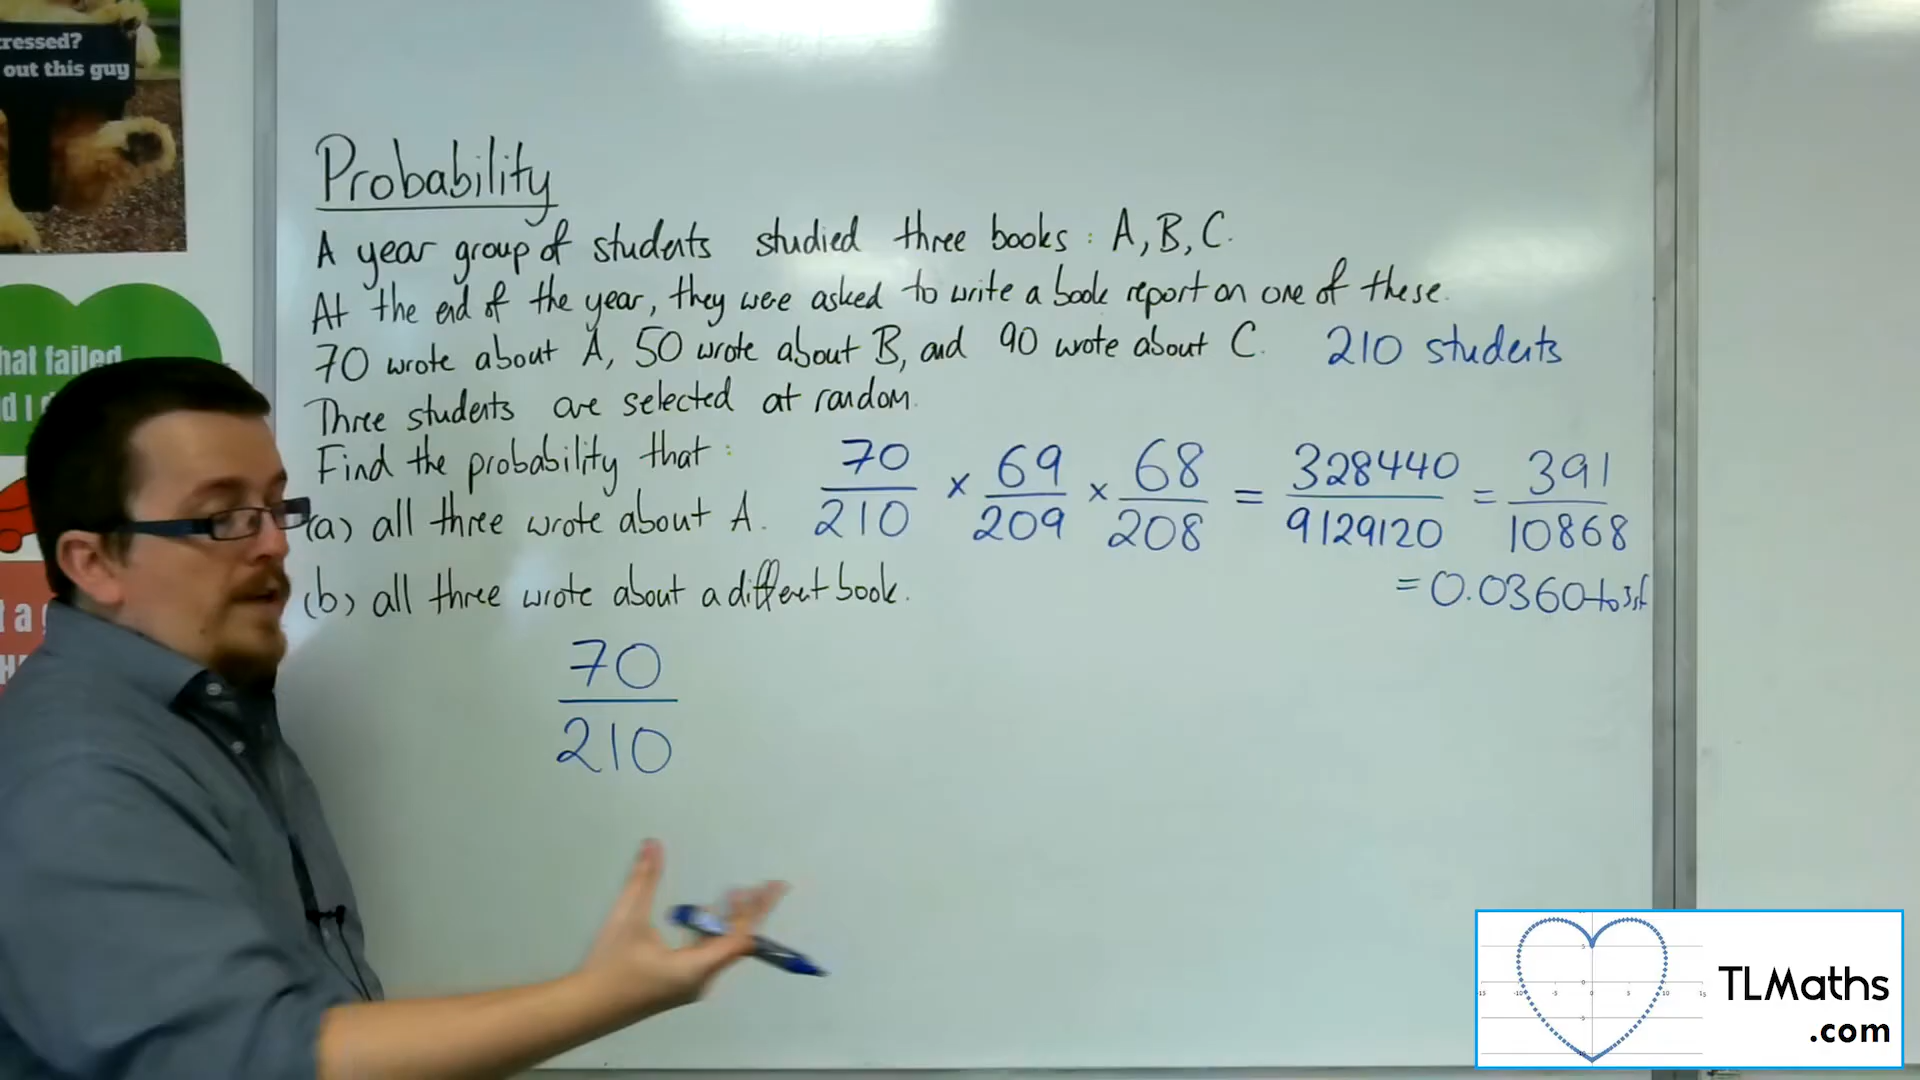 ressed?
out this guy
hat failed
d I
t a
Probability
A year group of students studied three books : A, B, C.
At the end of the year, they were asked to write a book report on one of these.
70 wrote about A, 50 wrote about B, and 90 wrote about C. 210 students
Three students are selected at random.
Find the probability that :
(a) all three wrote about A. 70/210 × 69/209 × 68/208 = 328440/9129120 = 391/10868
= 0.0360 to 3sf
(b) all three wrote about a different book.
70
210
TLMaths
.com